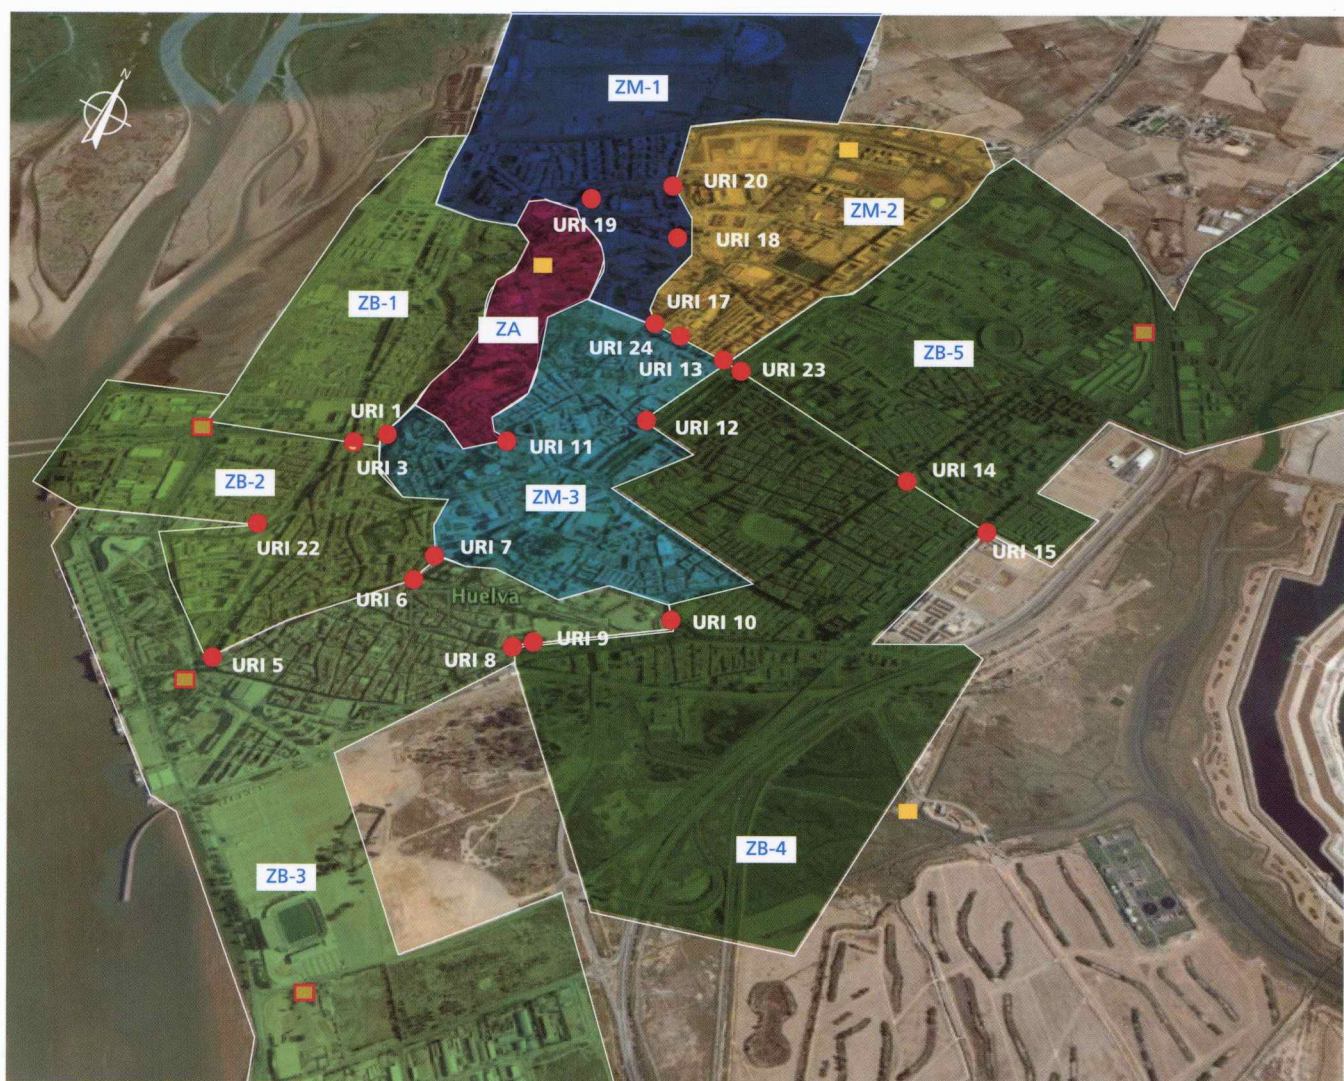 N
ZM-1
URI 20
ZM-2
URI 19
URI 18
ZB-1
ZA
URI 17
URI 24
URI 13
URI 23
ZB-5
URI 1
URI 12
URI 11
URI 3
ZB-2
ZM-3
URI 14
URI 22
URI 15
URI 7
URI 6
Huelva
URI 10
URI 9
URI 8
URI 5
ZB-4
ZB-3